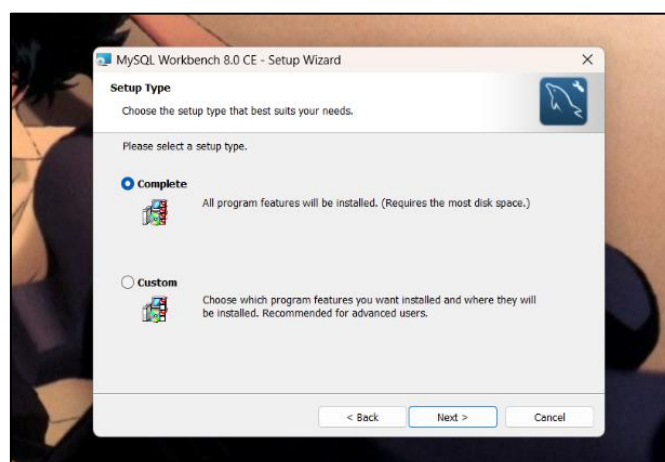 MySQL Workbench 8.0 CE - Setup Wizard
Setup Type
Choose the setup type that best suits your needs.
Please select a setup type.
Complete
All program features will be installed. (Requires the most disk space.)
Custom
Choose which program features you want installed and where they will
be installed. Recommended for advanced users.
< Back
Next >
Cancel